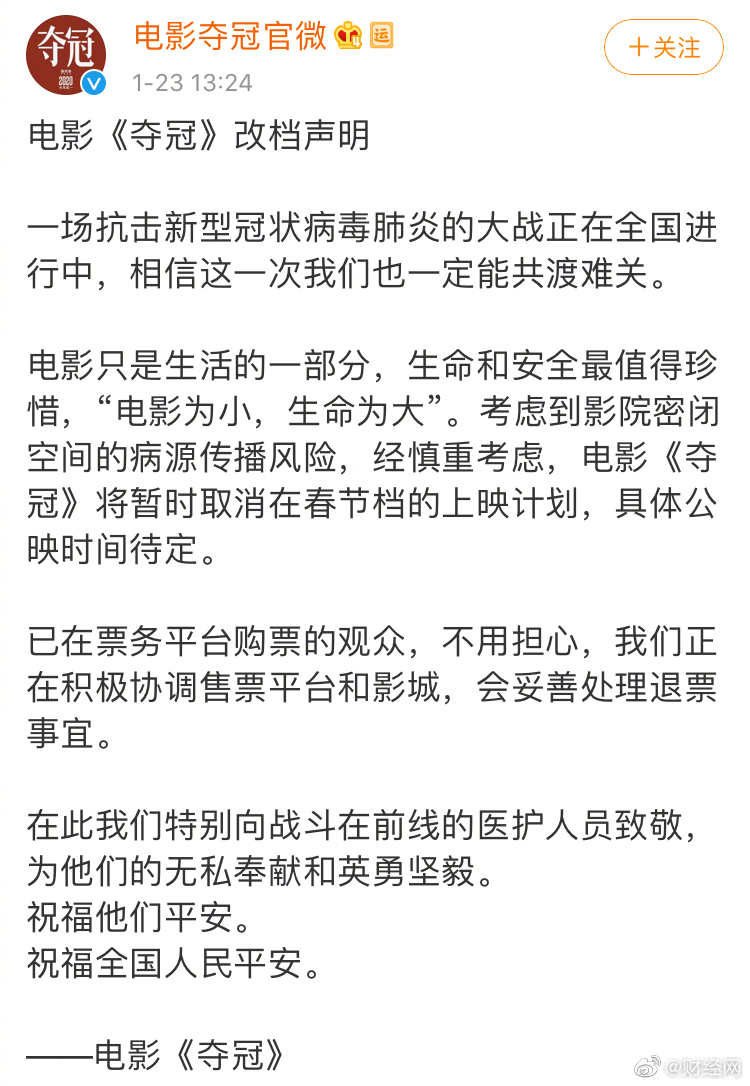 夺冠
2020
电影夺冠官微
运
1-23 13:24
＋关注
电影《夺冠》改档声明
一场抗击新型冠状病毒肺炎的大战正在全国进
行中，相信这一次我们也一定能共渡难关。
电影只是生活的一部分，生命和安全最值得珍
惜，“电影为小，生命为大”。考虑到影院密闭
空间的病源传播风险，经慎重考虑，电影《夺
冠》将暂时取消在春节档的上映计划，具体公
映时间待定。
已在票务平台购票的观众，不用担心，我们正
在积极协调售票平台和影城，会妥善处理退票
事宜。
在此我们特别向战斗在前线的医护人员致敬，
为他们的无私奉献和英勇坚毅。
祝福他们平安。
祝福全国人民平安。
——电影《夺冠》
@财经网